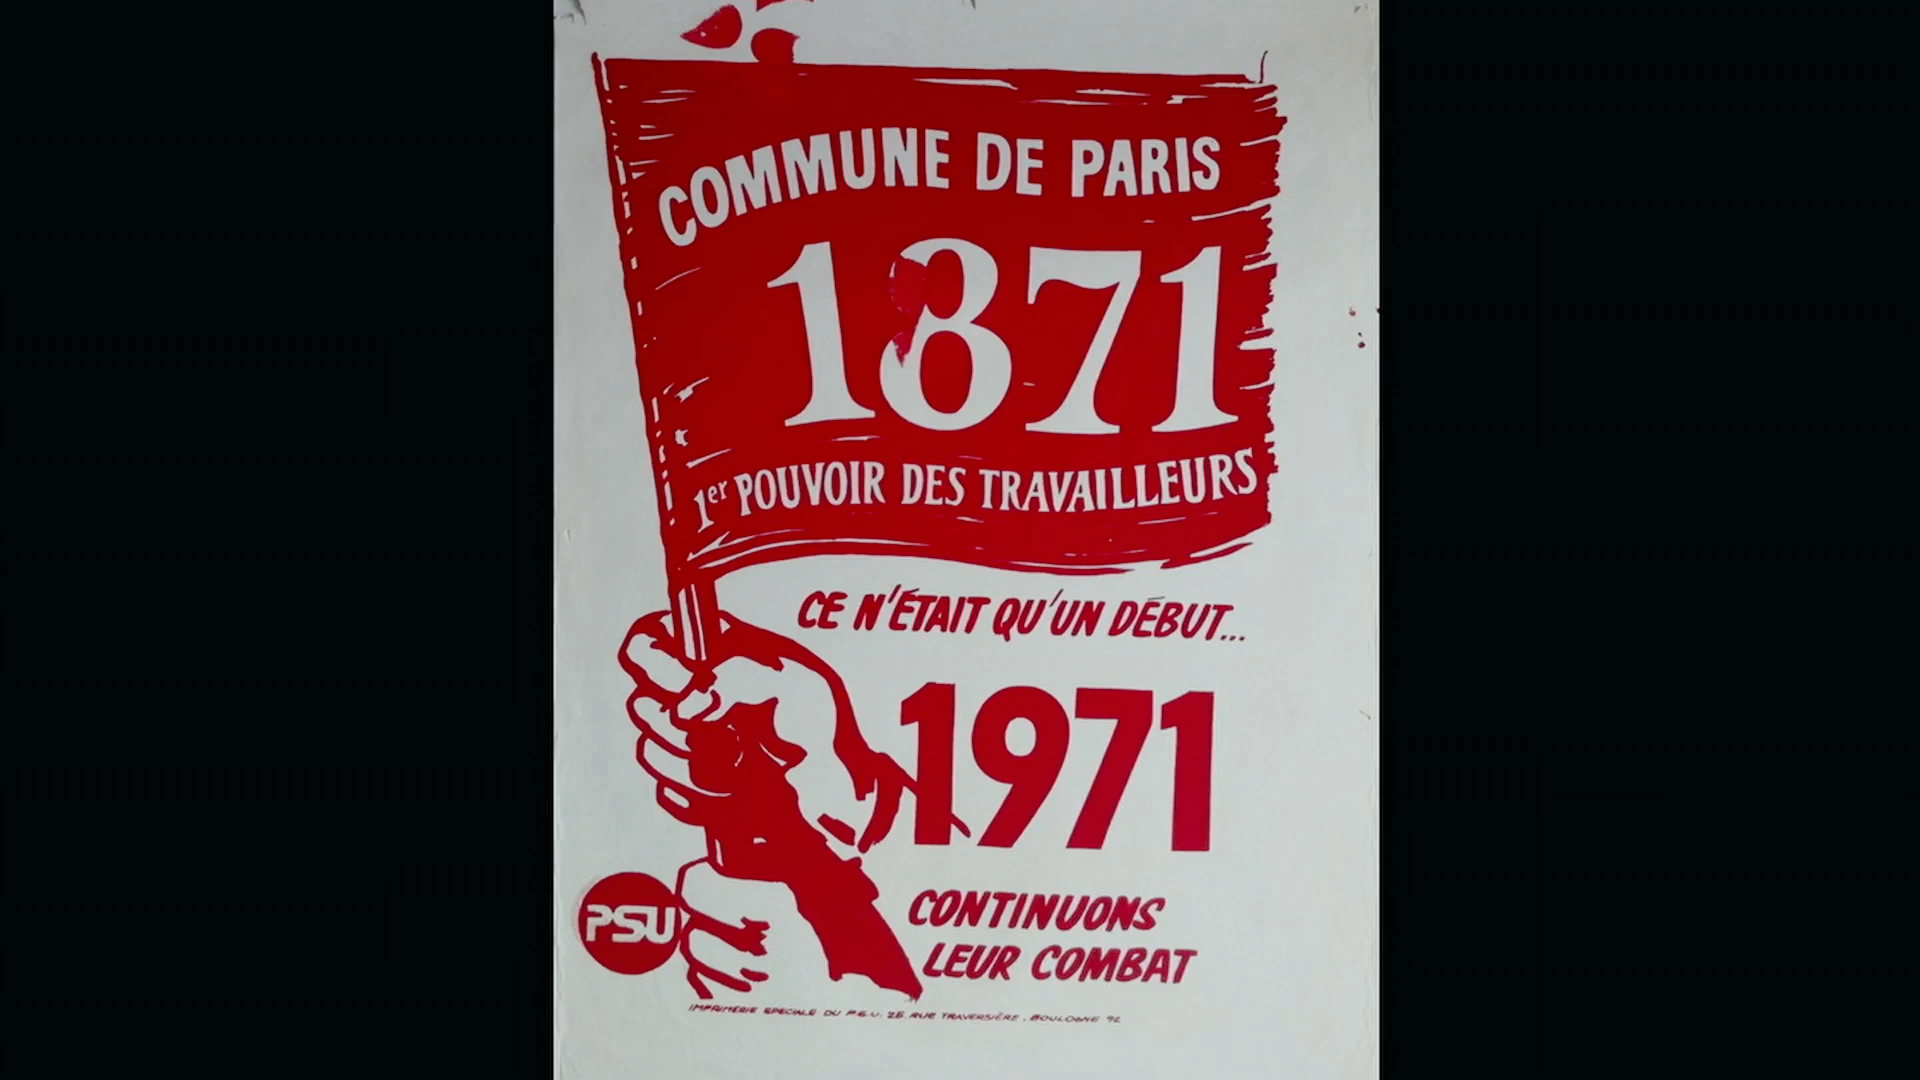 COMMUNE DE PARIS
1871
1er POUVOIR DES TRAVAILLEURS
CE N'ÉTAIT QU'UN DÉBUT...
1971
CONTINUONS
LEUR COMBAT
PSU
IMPRIMERIE SPECIALE DU P.S.U. 25. RUE TRAVERSIÈRE. BOULOGNE 92